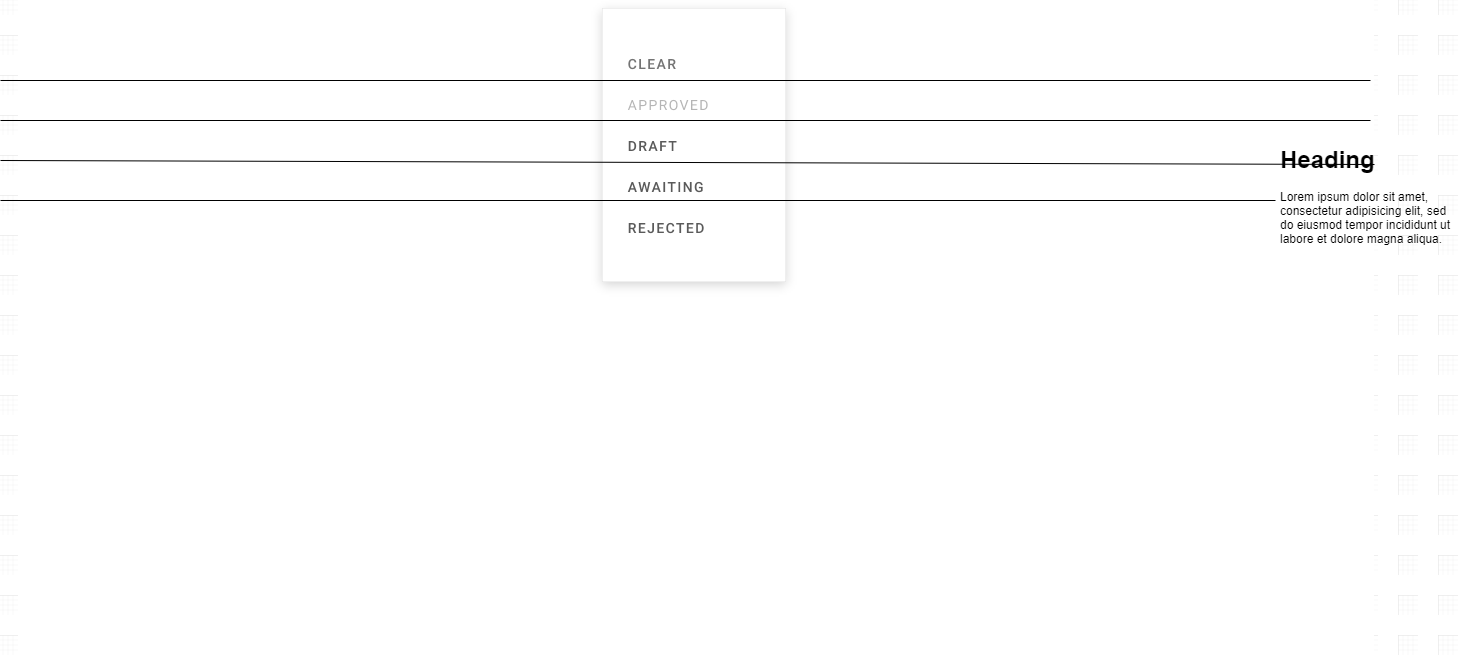 CLEAR
APPROVED
DRAFT
AWAITING
REJECTED
Heading
Lorem ipsum dolor sit amet,
consectetur adipisicing elit, sed
do eiusmod tempor incididunt ut
labore et dolore magna aliqua.